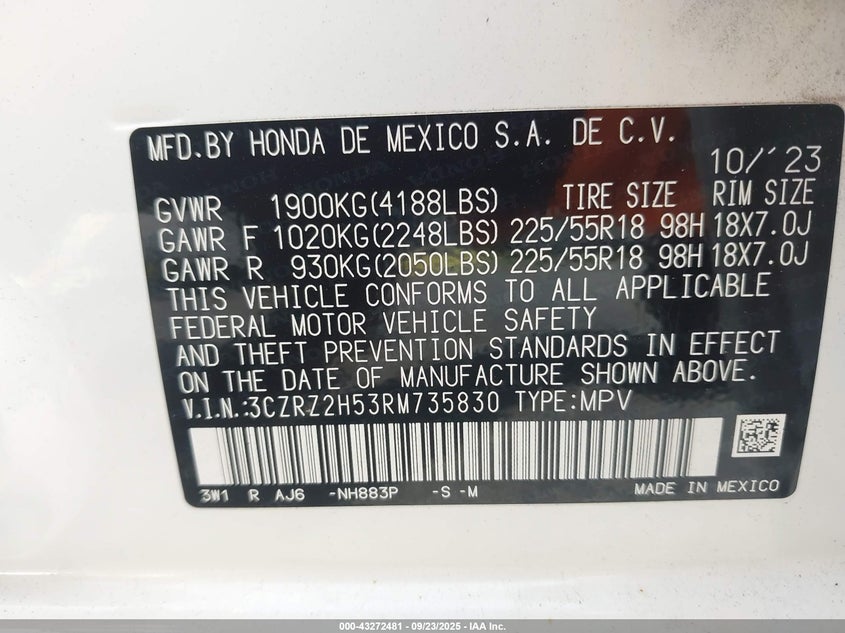 MFD.BY HONDA DE MEXICO S.A. DE C.V.
10/'23
GVWR 1900KG(4188LBS) TIRE SIZE RIM SIZE
GAWR F 1020KG(2248LBS) 225/55R18 98H 18X7.0J
GAWR R 930KG(2050LBS) 225/55R18 98H 18X7.0J
THIS VEHICLE CONFORMS TO ALL APPLICABLE
FEDERAL MOTOR VEHICLE SAFETY
AND THEFT PREVENTION STANDARDS IN EFFECT
ON THE DATE OF MANUFACTURE SHOWN ABOVE.
V.I.N.:3CZRZ2H53RM735830 TYPE:MPV
3W1 R AJ6 -NH883P -S -M MADE IN MEXICO
000-43272481 - 09/23/2025 - IAA Inc.